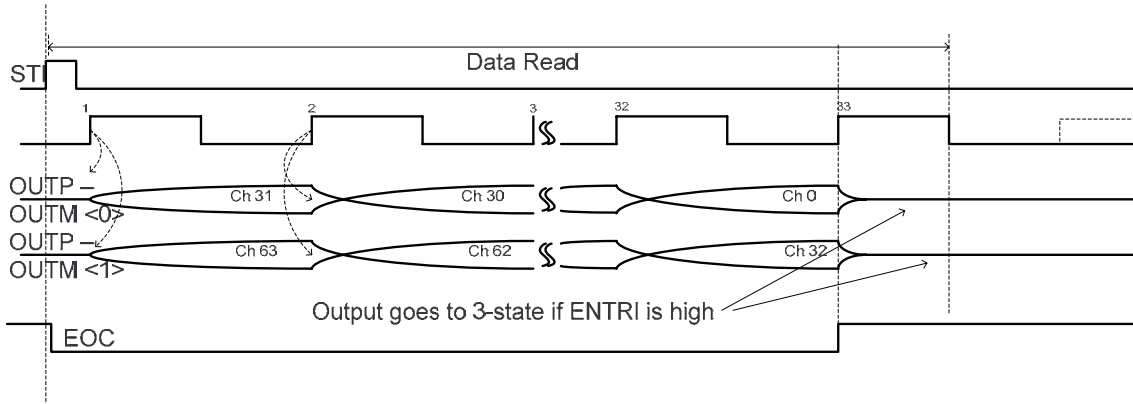 Data Read
STI
1 2 3 32 33
OUTP – Ch 31 Ch 30 Ch 0
OUTM <0>
OUTP – Ch 63 Ch 62 Ch 32
OUTM <1>
Output goes to 3-state if ENTRI is high
EOC